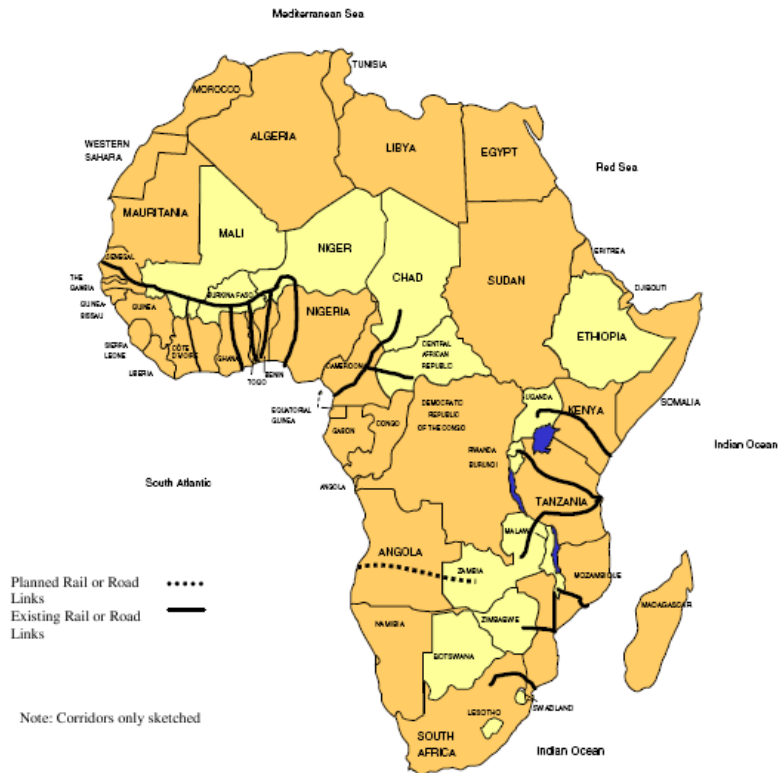 Mediterranean Sea
TUNISIA
MOROCCO
ALGERIA
LIBYA
EGYPT
WESTERN
SAHARA
Red Sea
MAURITANIA
MALI
NIGER
CHAD
SUDAN
ERITREA
SENEGAL
THE
GAMBIA
GUINEA-
BISSAU
GUINEA
BURKINA FASO
DJIBOUTI
NIGERIA
ETHIOPIA
SIERRA
LEONE
LIBERIA
CÔTE
D'IVOIRE
GHANA
TOGO
BENIN
CENTRAL
AFRICAN
REPUBLIC
CAMEROON
EQUATORIAL
GUINEA
UGANDA
KENYA
SOMALIA
GABON
CONGO
DEMOCRATIC
REPUBLIC
OF THE CONGO
RWANDA
BURUNDI
Indian Ocean
South Atlantic
ANGOLA
TANZANIA
MALAWI
ANGOLA
ZAMBIA
MOZAMBIQUE
Planned Rail or Road
Links
Existing Rail or Road
Links
MADAGASCAR
NAMIBIA
ZIMBABWE
BOTSWANA
SWAZILAND
LESOTHO
Note: Corridors only sketched
SOUTH
AFRICA
Indian Ocean